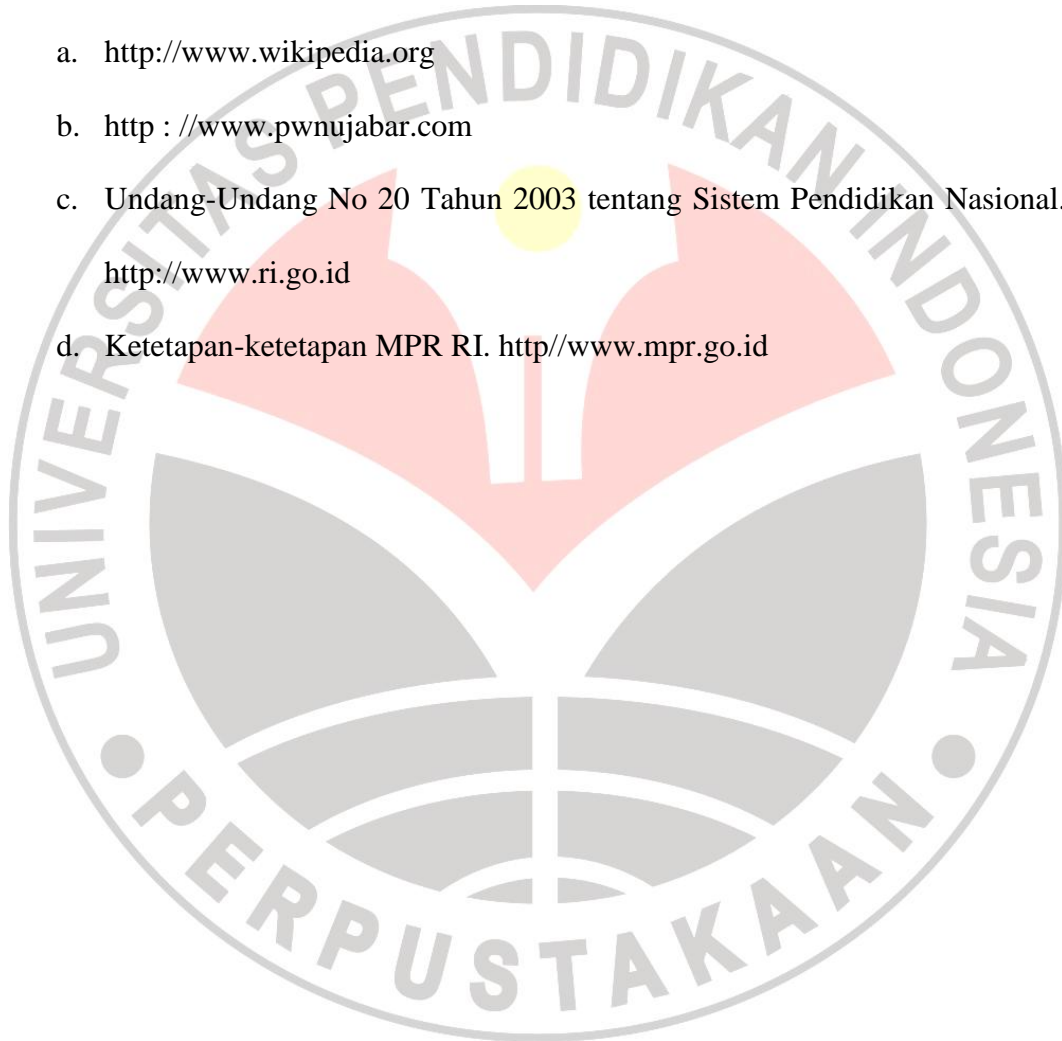 a. http://www.wikipedia.org
b. http : //www.pwnujabar.com
c. Undang-Undang No 20 Tahun 2003 tentang Sistem Pendidikan Nasional.
http://www.ri.go.id
d. Ketetapan-ketetapan MPR RI. http//www.mpr.go.id
UNIVERSITAS PENDIDIKAN INDONESIA
PERPUSTAKAAN